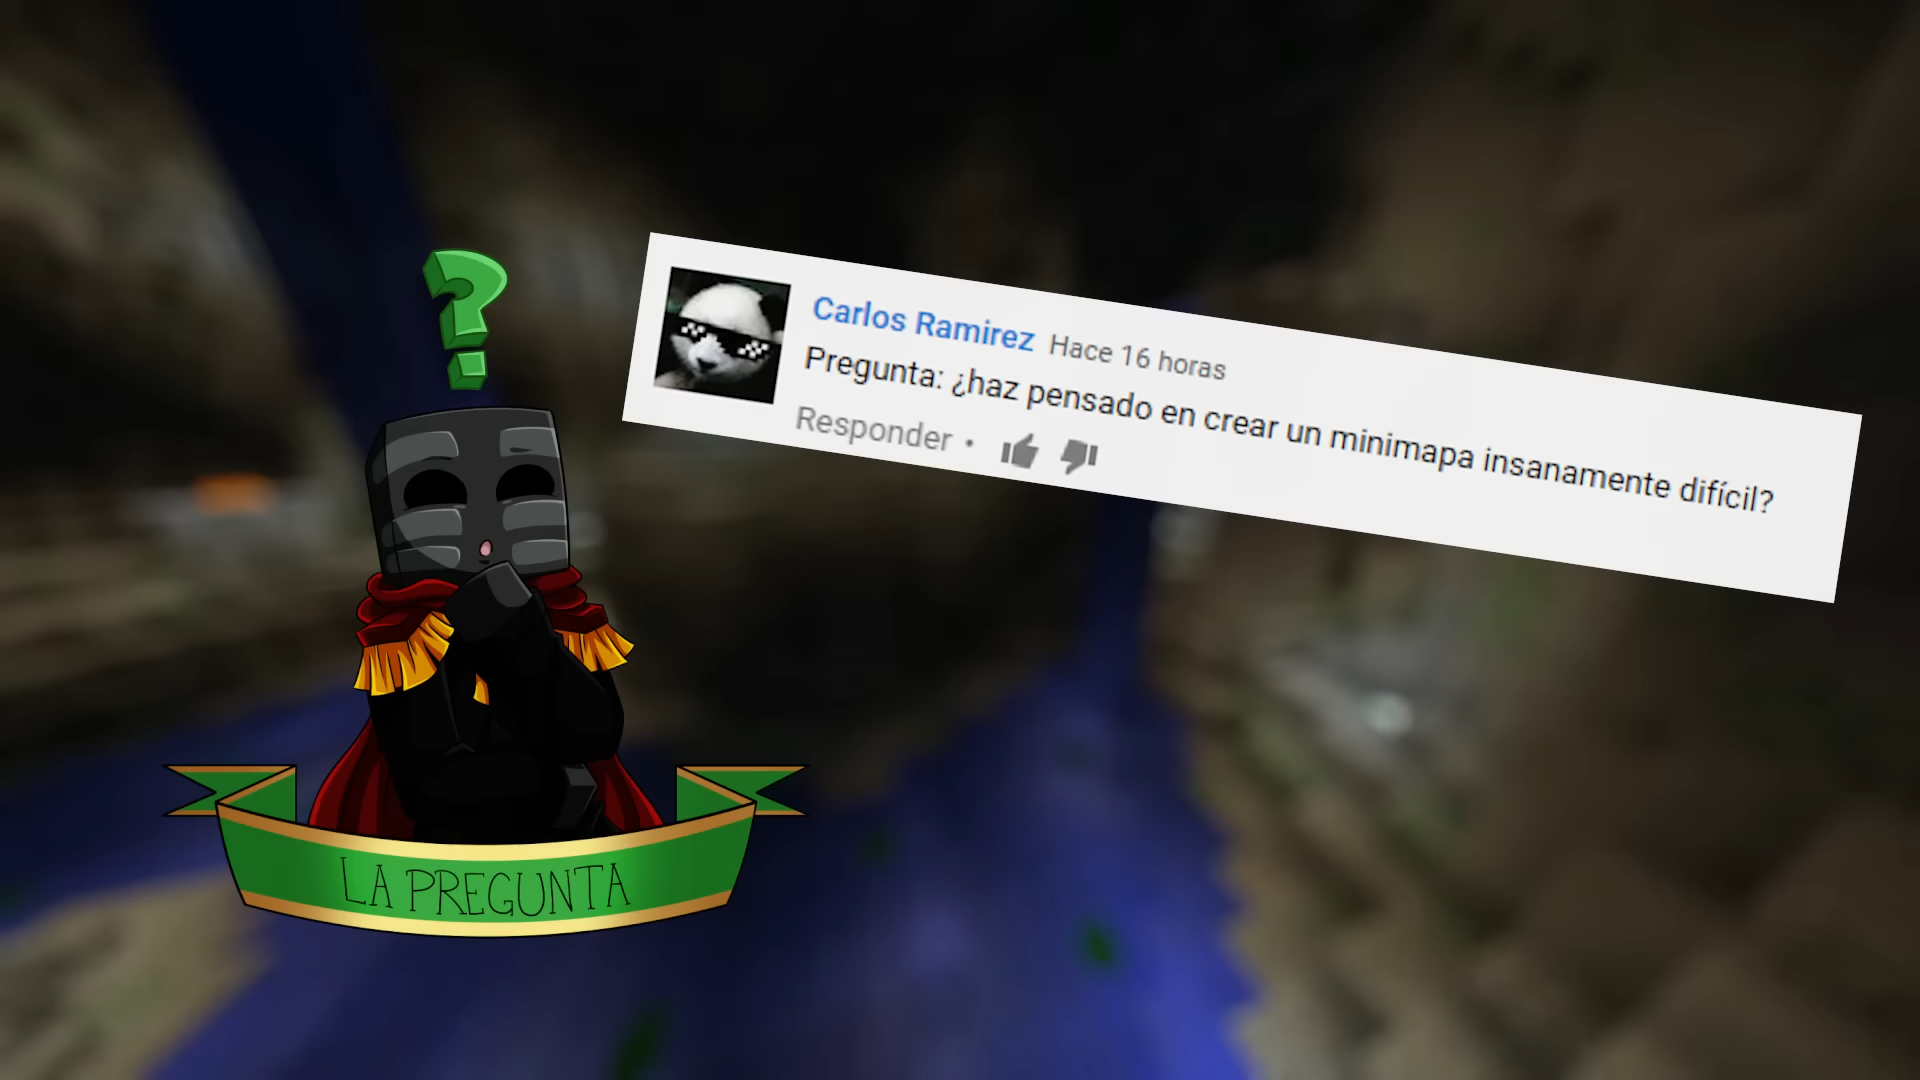 ?
Carlos Ramirez Hace 16 horas
Pregunta: ¿haz pensado en crear un minimapa insanamente difícil?
Responder •
LA PREGUNTA